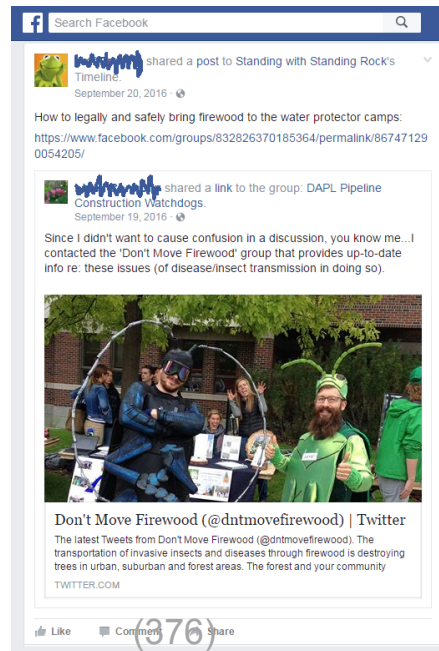 f Search Facebook
shared a post to Standing with Standing Rock's
Timeline.
September 20, 2016 ·
How to legally and safely bring firewood to the water protector camps:
https://www.facebook.com/groups/832826370185364/permalink/86747129
0054205/
shared a link to the group: DAPL Pipeline
Construction Watchdogs.
September 19, 2016 ·
Since I didn't want to cause confusion in a discussion, you know me...I
contacted the 'Don't Move Firewood' group that provides up-to-date
info re: these issues (of disease/insect transmission in doing so).
Don't Move Firewood (@dntmovefirewood) | Twitter
The latest Tweets from Don't Move Firewood (@dntmovefirewood). The
transportation of invasive insects and diseases through firewood is destroying
trees in urban, suburban and forest areas. The forest and your community
TWITTER.COM
Like Comment Share
(376)